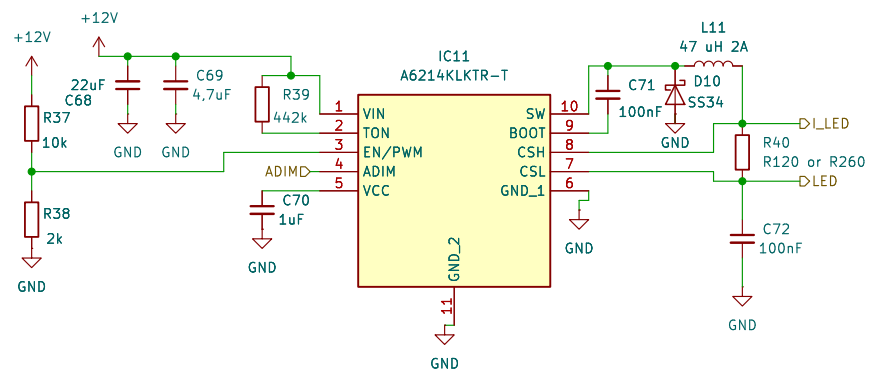 +12V
+12V
L11
47 uH 2A
IC11
A6214KLKTR-T
22uF
C68
C69
4,7uF
R39
442k
C71
100nF
D10
SS34
R37
10k
1
VIN
SW
10
2
TON
BOOT
9
3
EN/PWM
CSH
8
4
ADIM
CSL
7
5
VCC
GND_1
6
GND_2
11
GND
GND
GND
I_LED
R40
R120 or R260
ADIM
LED
C70
1uF
R38
2k
C72
100nF
GND
GND
GND
GND
GND